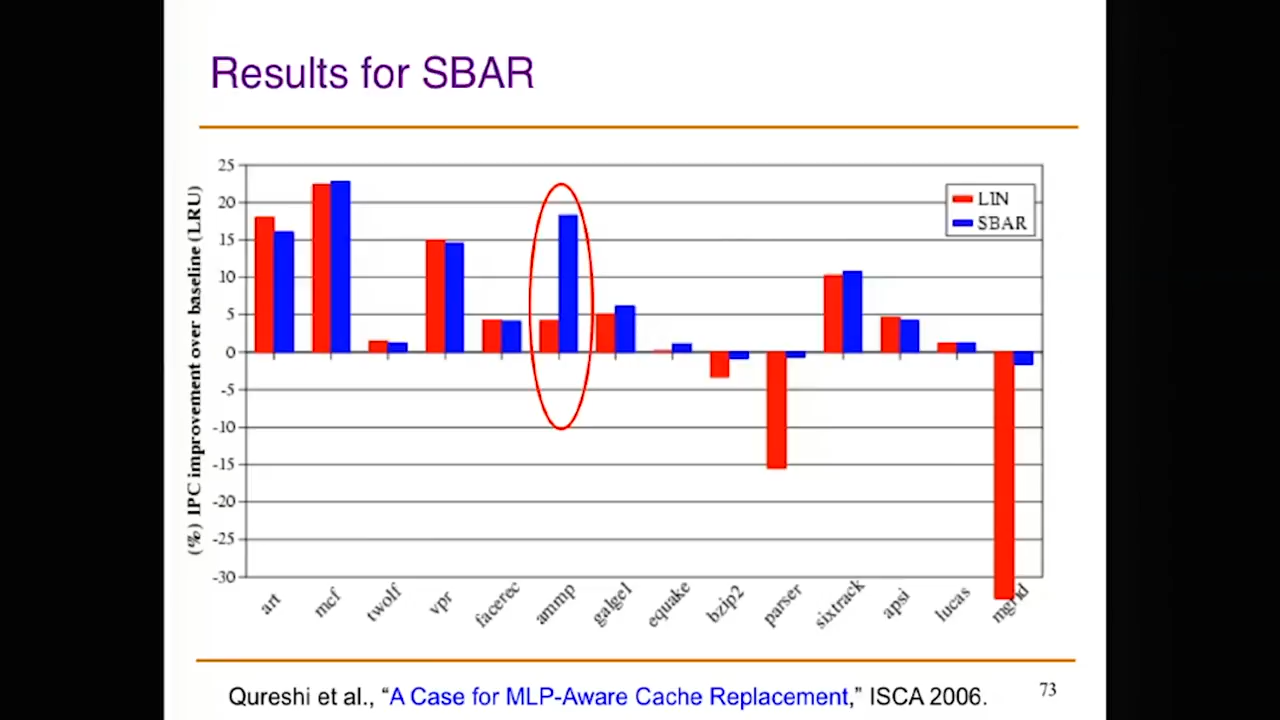 Results for SBAR
25
20
15
10
5
0
-5
-10
-15
-20
-25
-30
(%) IPC improvement over baseline (LRU)
LIN
SBAR
art
mcf
twolf
vpr
facerec
ammp
galgel
equake
bzip2
parser
sixtrack
apsi
lucas
mgrid
Qureshi et al., “A Case for MLP-Aware Cache Replacement,” ISCA 2006.
73